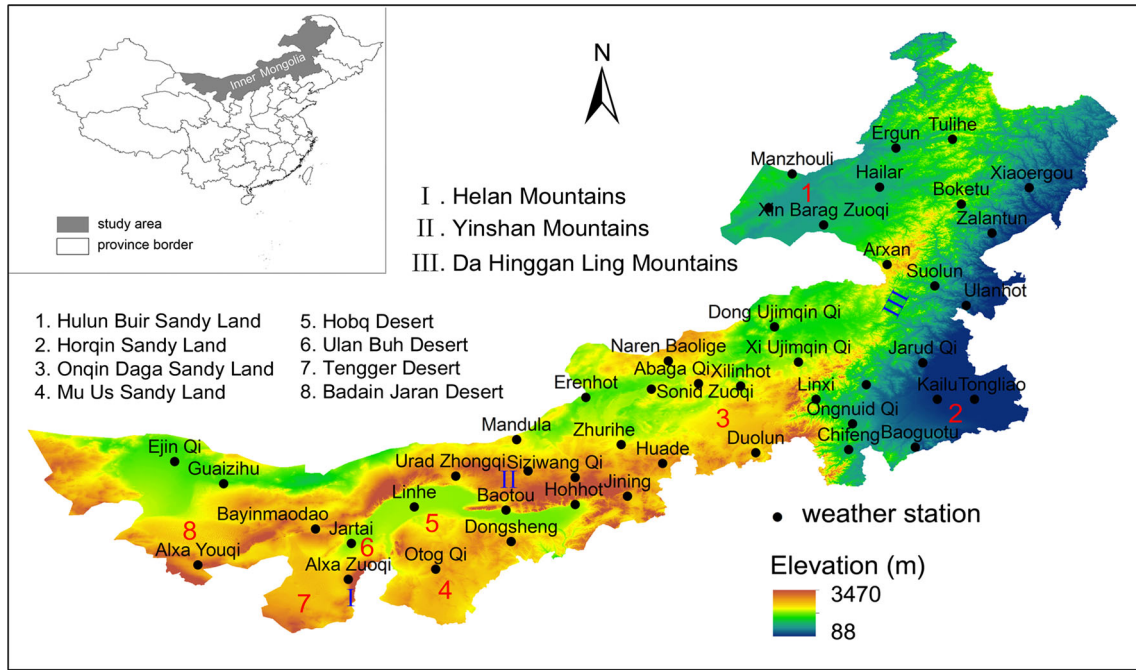 Inner Mongolia
study area
province border
N
I . Helan Mountains
II . Yinshan Mountains
III. Da Hinggan Ling Mountains
1. Hulun Buir Sandy Land
2. Horqin Sandy Land
3. Onqin Daga Sandy Land
4. Mu Us Sandy Land
5. Hobq Desert
6. Ulan Buh Desert
7. Tengger Desert
8. Badain Jaran Desert
Ergun
Tulihe
Manzhouli
Hailar
Xiaoergou
1
Boketu
Xin Barag Zuoqi
Zalantun
Arxan
Suolun
III
Ulanhot
Dong Ujimqin Qi
Naren Baolige
Xi Ujimqin Qi
Jarud Qi
Abaga Qi
Xilinhot
Erenhot
Sonid Zuoqi
Linxi
Kailu
Tongliao
3
Ongnuid Qi
2
Mandula
Zhurihe
Duolun
Chifeng
Baoguotu
Ejin Qi
Huade
Guaizihu
Urad Zhongqi
Siziwang Qi
II
Jining
Linhe
Baotou
Hohhot
Bayinmaodao
5
Jartai
Dongsheng
8
6
Alxa Youqi
Otog Qi
Alxa Zuoqi
4
I
7
weather station
Elevation (m)
3470
88